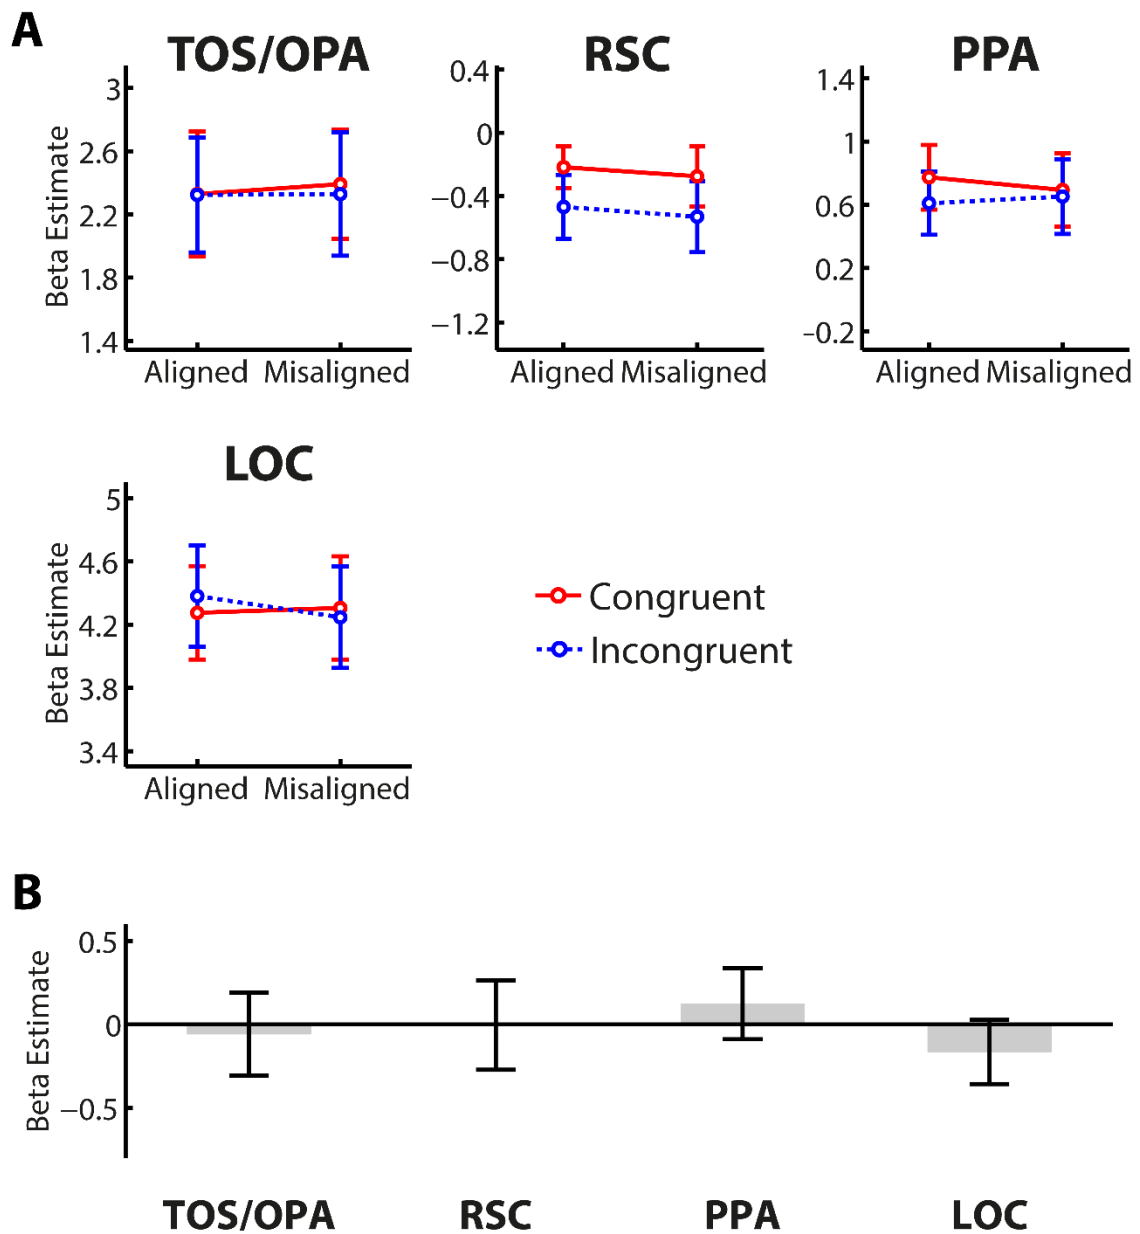 A
TOS/OPA
RSC
PPA
Beta Estimate
3
2.6
2.2
1.8
1.4
Aligned Misaligned
0.4
0
−0.4
−0.8
−1.2
Aligned Misaligned
1.4
1
0.6
0.2
−0.2
Aligned Misaligned
LOC
Beta Estimate
5
4.6
4.2
3.8
3.4
Aligned Misaligned
Congruent
Incongruent
B
Beta Estimate
0.5
0
−0.5
TOS/OPA RSC PPA LOC